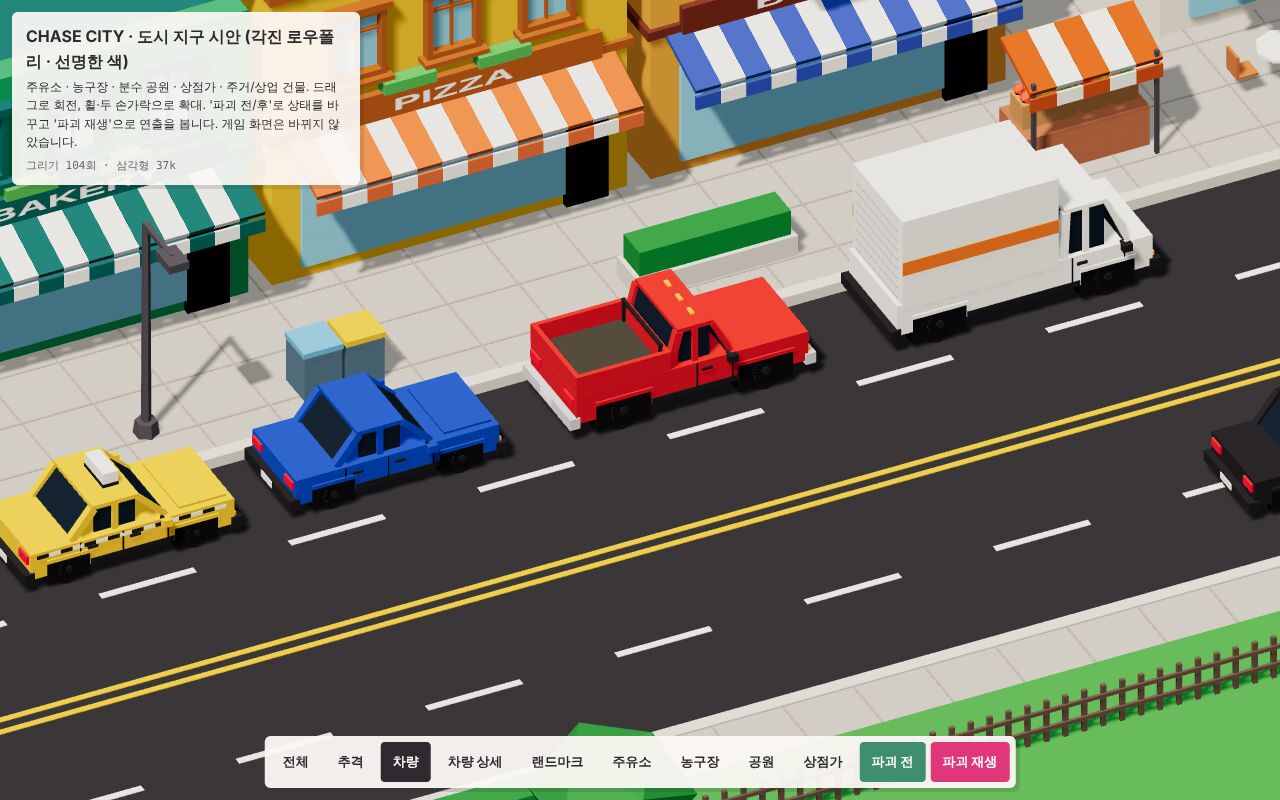 CHASE CITY · 도시 지구 시안 (각진 로우폴
리 · 선명한 색)
주유소 · 농구장 · 분수 공원 · 상점가 · 주거/상업 건물. 드래
그로 회전, 휠·두 손가락으로 확대. '파괴 전/후'로 상태를 바
꾸고 '파괴 재생'으로 연출을 봅니다. 게임 화면은 바뀌지 않
았습니다.
그리기 104회 · 삼각형 37k
PIZZA
BAKERY
전체 추격 차량 차량 상세 랜드마크 주유소 농구장 공원 상점가 파괴 전 파괴 재생